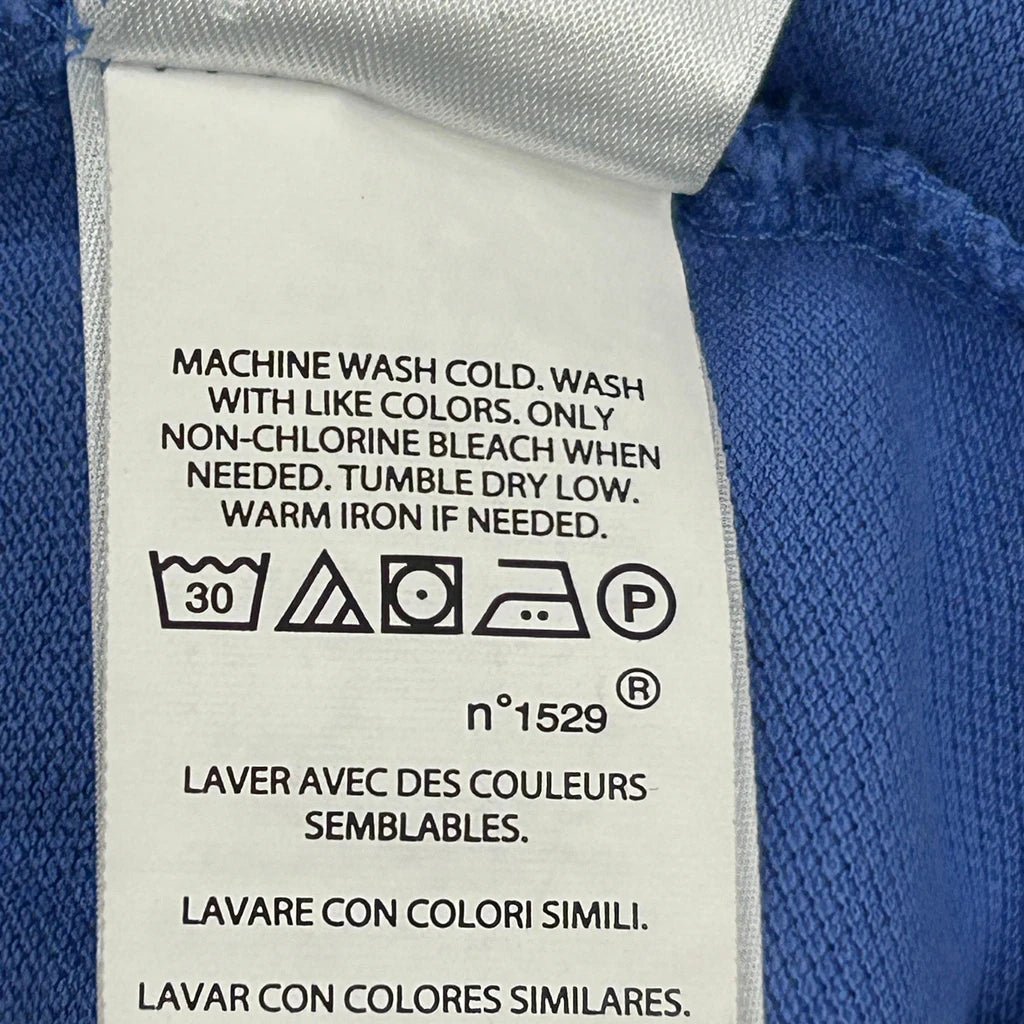 MACHINE WASH COLD. WASH
WITH LIKE COLORS. ONLY
NON-CHLORINE BLEACH WHEN
NEEDED. TUMBLE DRY LOW.
WARM IRON IF NEEDED.
30 P
n°1529®
LAVER AVEC DES COULEURS
SEMBLABLES.
LAVARE CON COLORI SIMILI.
LAVAR CON COLORES SIMILARES.